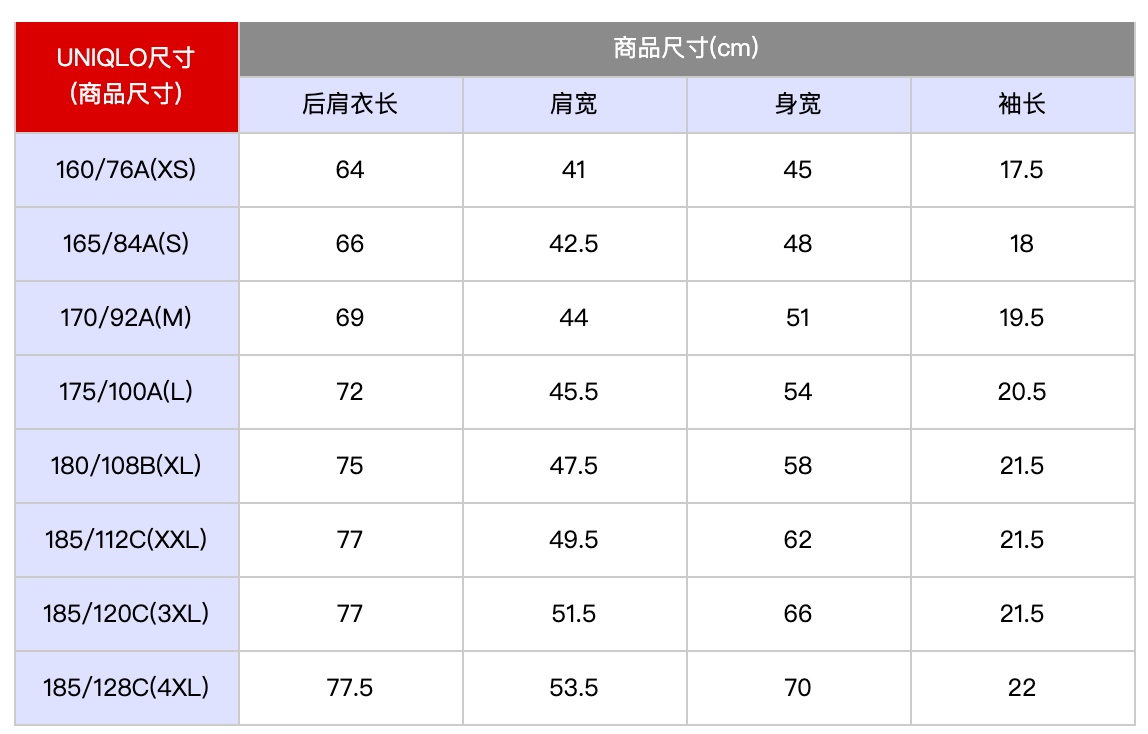 UNIQLO尺寸
(商品尺寸)
商品尺寸(cm)
后肩衣长 肩宽 身宽 袖长
160/76A(XS) 64 41 45 17.5
165/84A(S) 66 42.5 48 18
170/92A(M) 69 44 51 19.5
175/100A(L) 72 45.5 54 20.5
180/108B(XL) 75 47.5 58 21.5
185/112C(XXL) 77 49.5 62 21.5
185/120C(3XL) 77 51.5 66 21.5
185/128C(4XL) 77.5 53.5 70 22